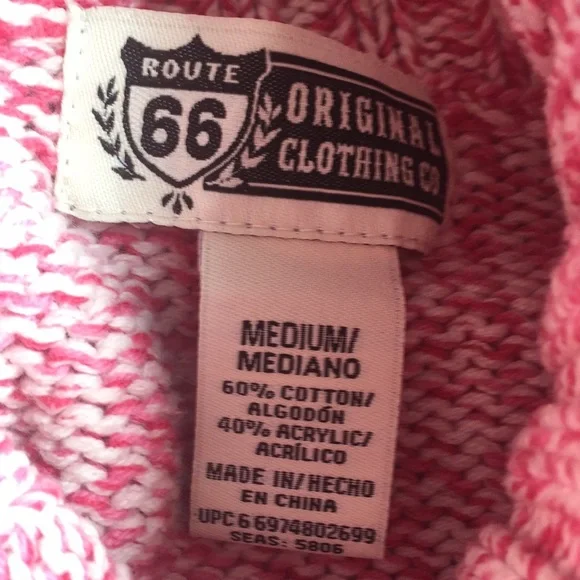 ROUTE
66
ORIGINAL
CLOTHING CO
MEDIUM/
MEDIANO
60% COTTON/
ALGODÓN
40% ACRYLIC/
ACRÍLICO
MADE IN/HECHO
EN CHINA
UPC 6 6974802699
SEAS: 5806